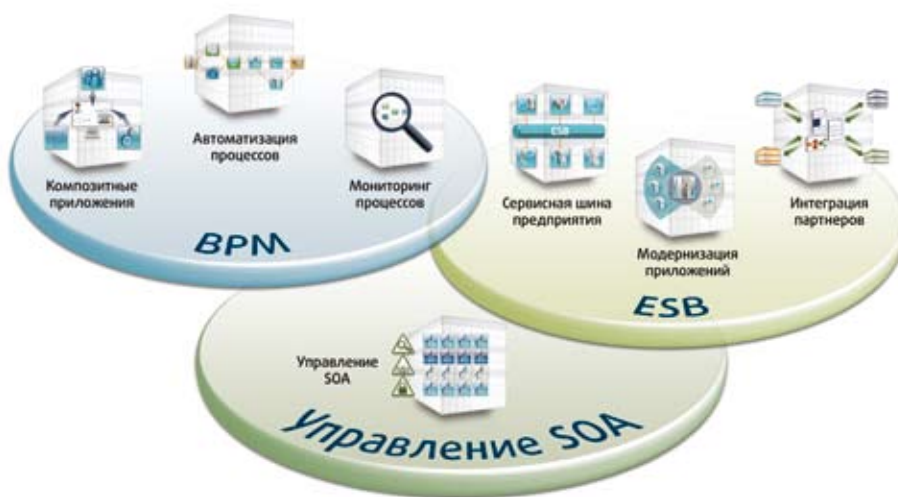 Автоматизация
процессов
Композитные
приложения
Мониторинг
процессов
BPM
ESB
Сервисная шина
предприятия
Модернизация
приложений
Интеграция
партнеров
ESB
Управление
SOA
Управление SOA